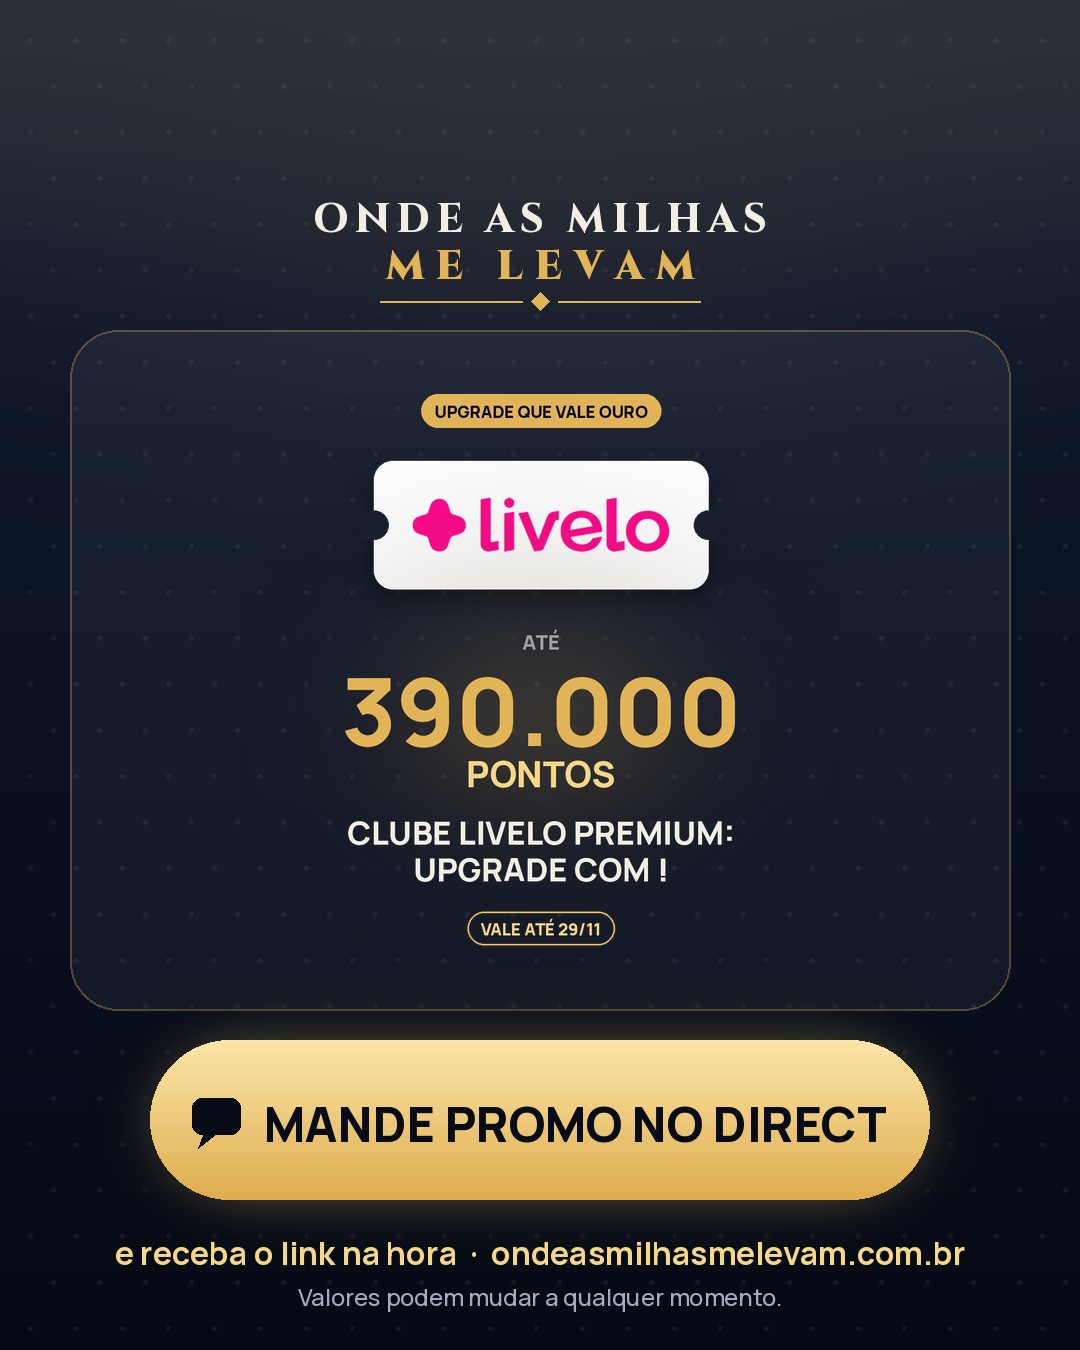 ONDE AS MILHAS
ME LEVAM
UPGRADE QUE VALE OURO
livelo
ATÉ
390.000
PONTOS
CLUBE LIVELO PREMIUM:
UPGRADE COM !
VALE ATÉ 29/11
MANDE PROMO NO DIRECT
e receba o link na hora · ondeasmilhasmelevam.com.br
Valores podem mudar a qualquer momento.